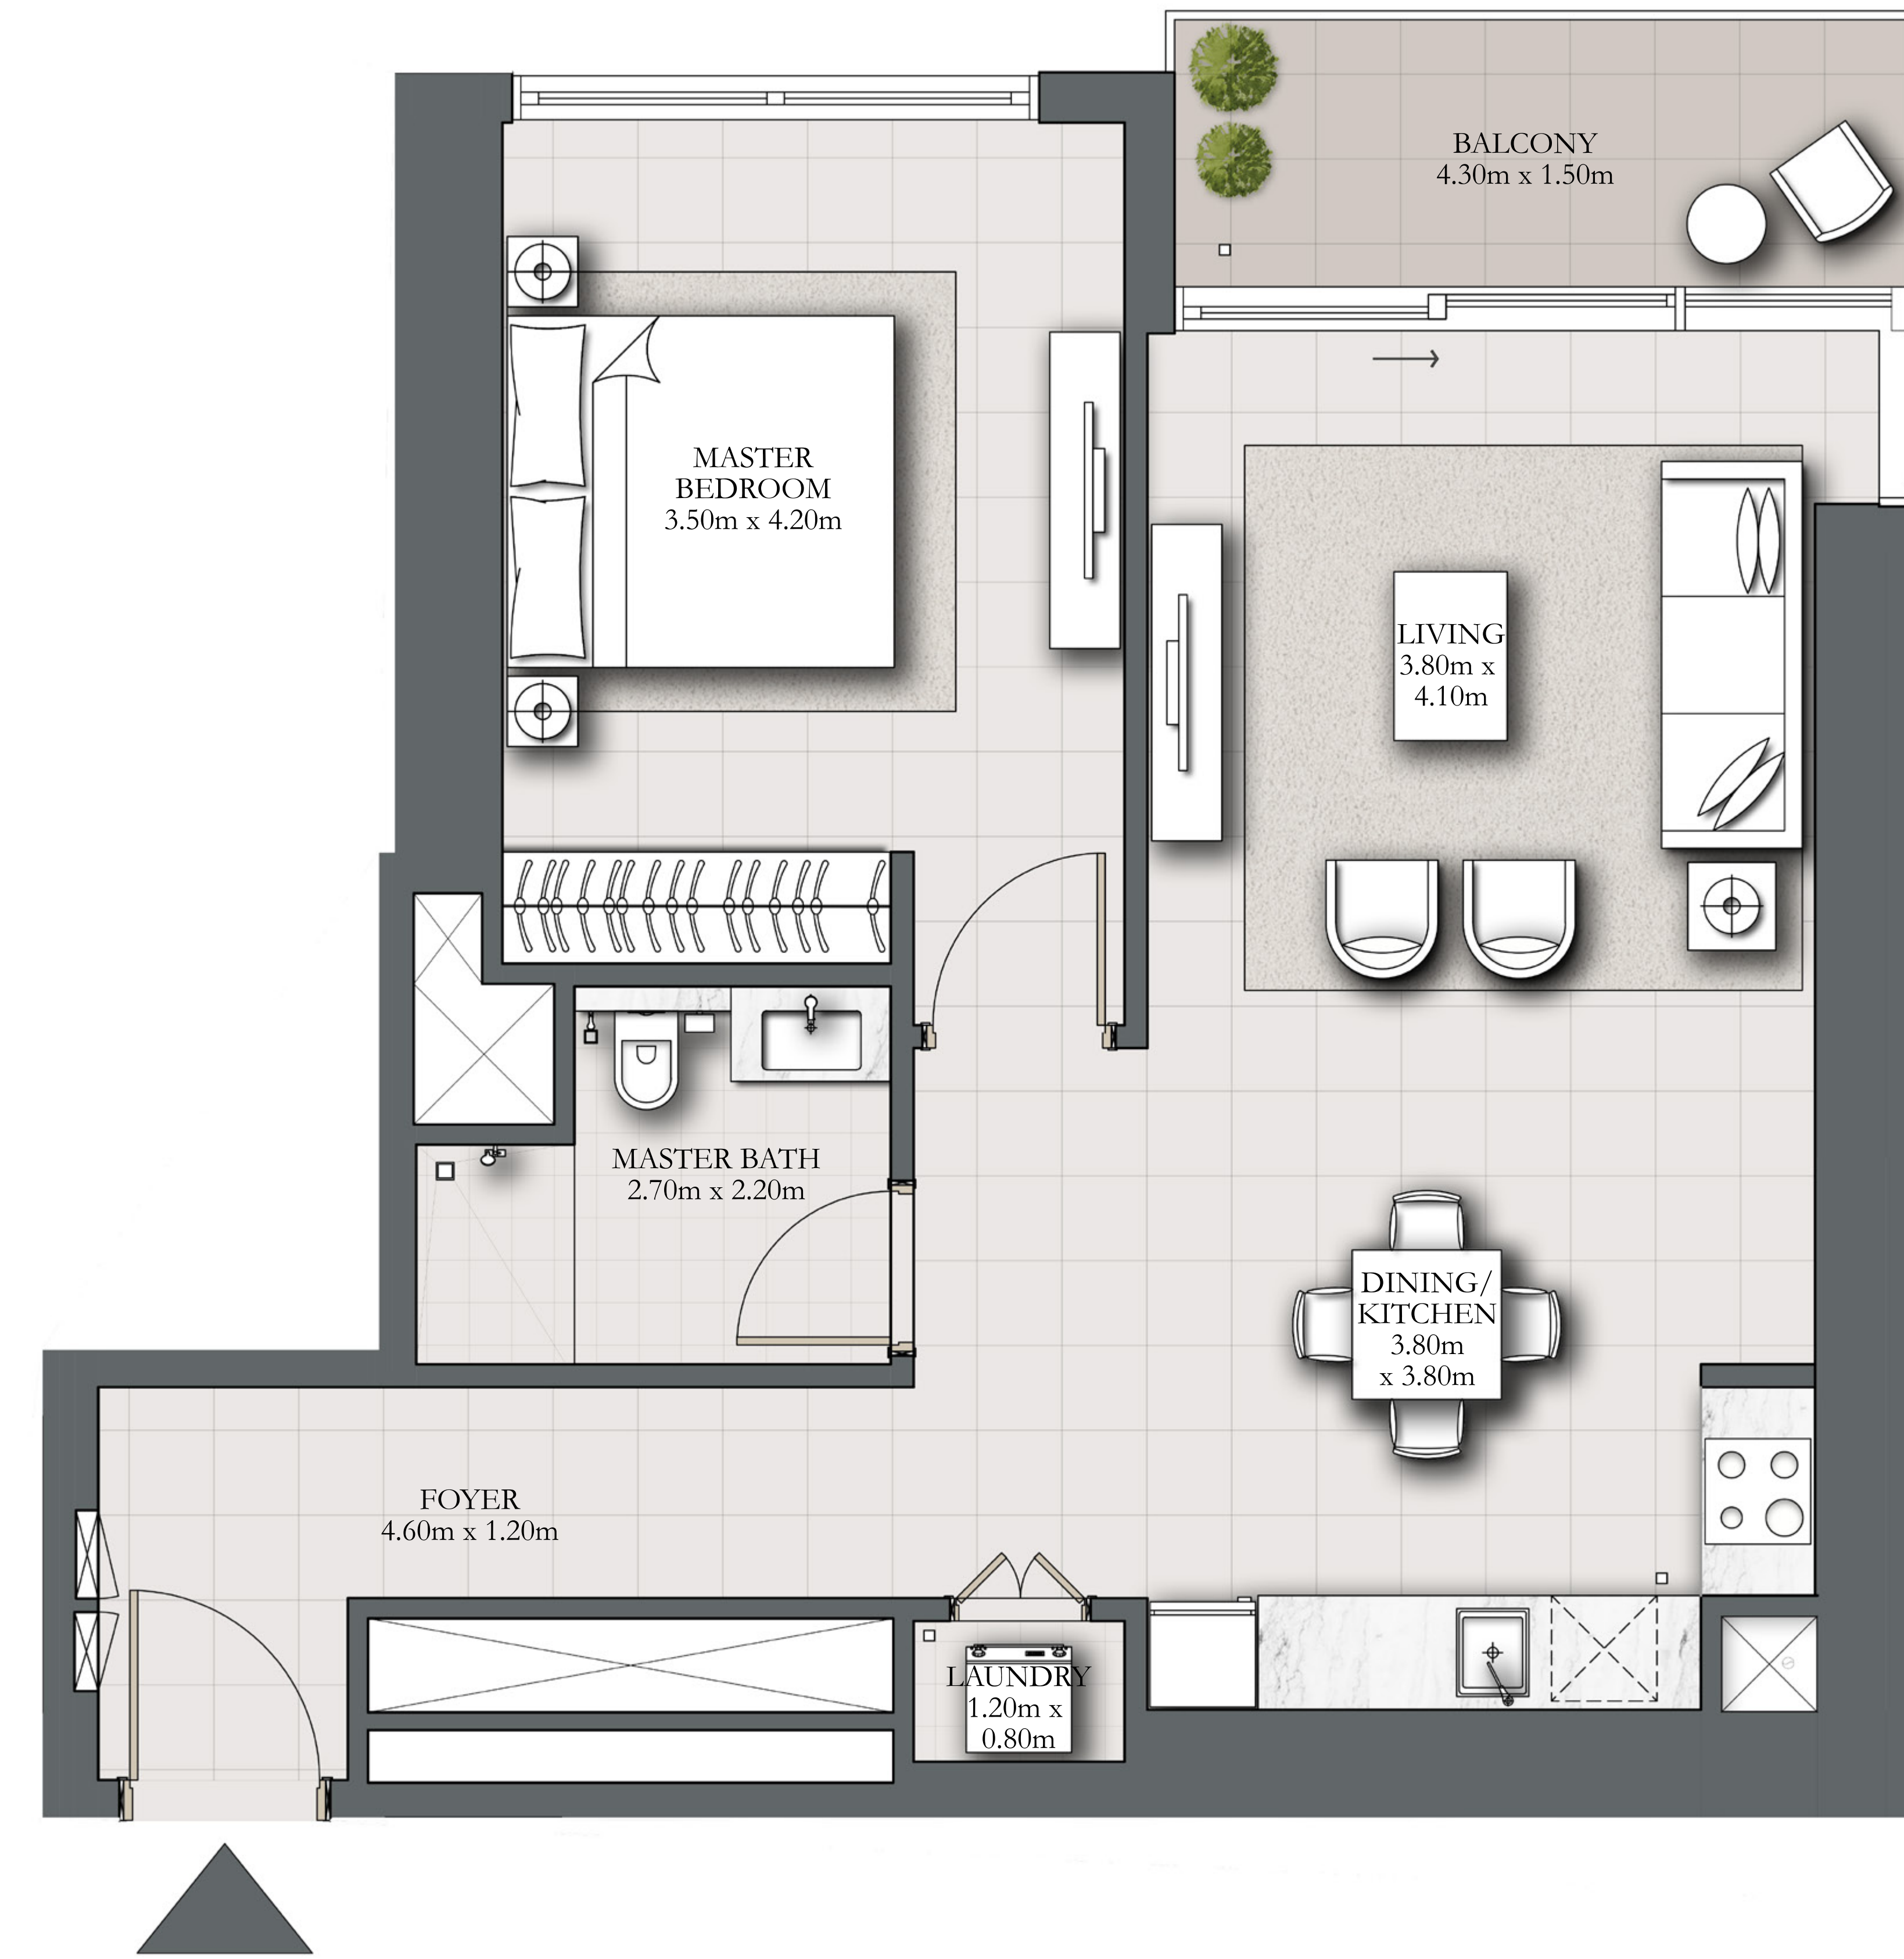 BALCONY
4.30m x 1.50m
MASTER
BEDROOM
3.50m x 4.20m
LIVING
3.80m x
4.10m
MASTER BATH
2.70m x 2.20m
DINING/
KITCHEN
3.80m
x 3.80m
FOYER
4.60m x 1.20m
LAUNDRY
1.20m x
0.80m